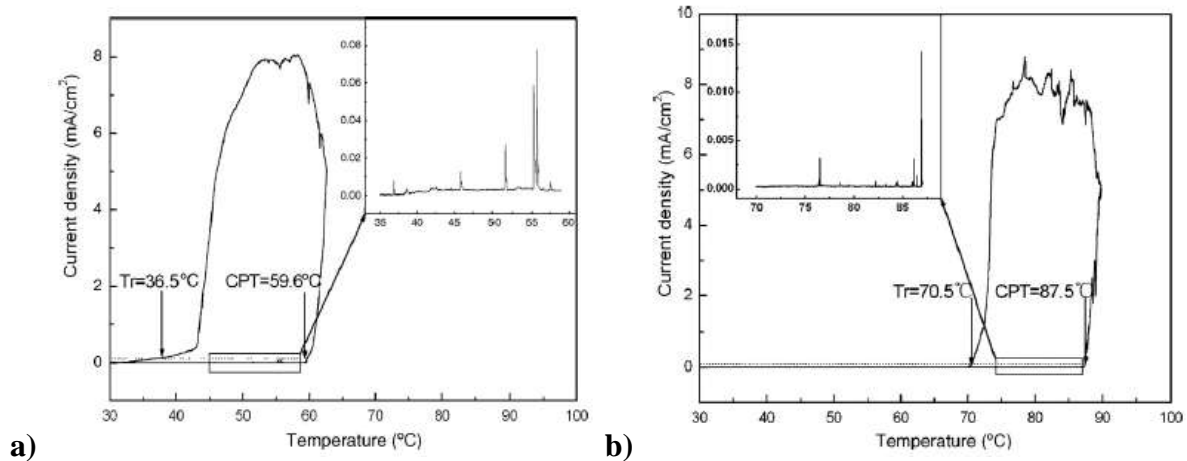 8
6
4
2
0
Current density (mA/cm²)
0.08
0.06
0.04
0.02
0.00
35 40 45 50 55 60
Tr=36.5℃
CPT=59.6℃
30 40 50 60 70 80 90 100
Temperature (ºC)
a)
10
8
6
4
2
0
Current density (mA/cm²)
0.015
0.010
0.005
0.000
70 75 80 85
Tr=70.5℃
CPT=87.5℃
30 40 50 60 70 80 90 100
Temperature (ºC)
b)